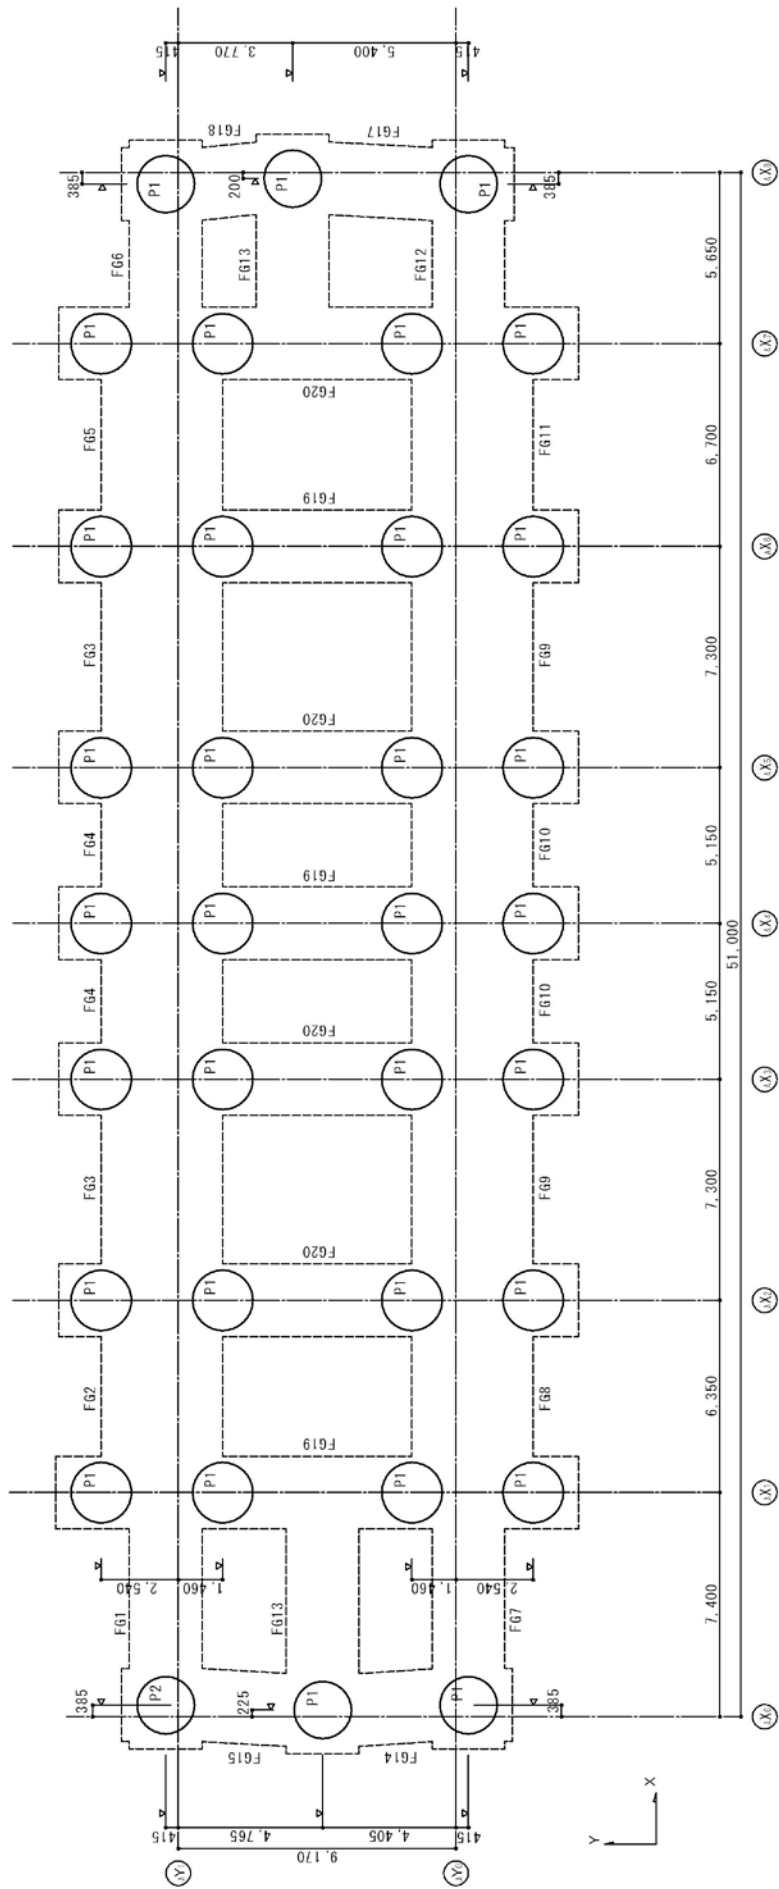 415
3,770
5,400
415
FG18
FG17
385
P1
200
P1
P1
385
FG6
FG13
FG12
5,650
P1
P1
P1
P1
FG20
FG5
FG11
6,700
FG19
P1
P1
P1
P1
FG3
FG9
7,300
FG20
P1
P1
P1
P1
FG4
FG10
5,150
FG19
P1
P1
P1
P1
51,000
FG4
FG10
5,150
FG20
P1
P1
P1
P1
FG3
FG9
7,300
FG20
P1
P1
P1
P1
FG2
FG8
6,350
FG19
P1
P1
P1
P1
2,540
1,460
1,460
2,540
FG1
FG13
FG7
7,400
385
P2
225
P1
P1
385
FG15
FG14
415
4,765
4,405
415
9,170
Y
X